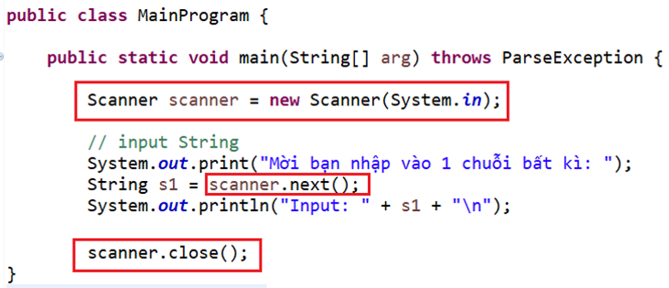 public class MainProgram {
public static void main(String[] arg) throws ParseException {
Scanner scanner = new Scanner(System.in);
// input String
System.out.print("Mời bạn nhập vào 1 chuỗi bất kì: ");
String s1 = scanner.next();
System.out.println("Input: " + s1 + "\n");
scanner.close();
}